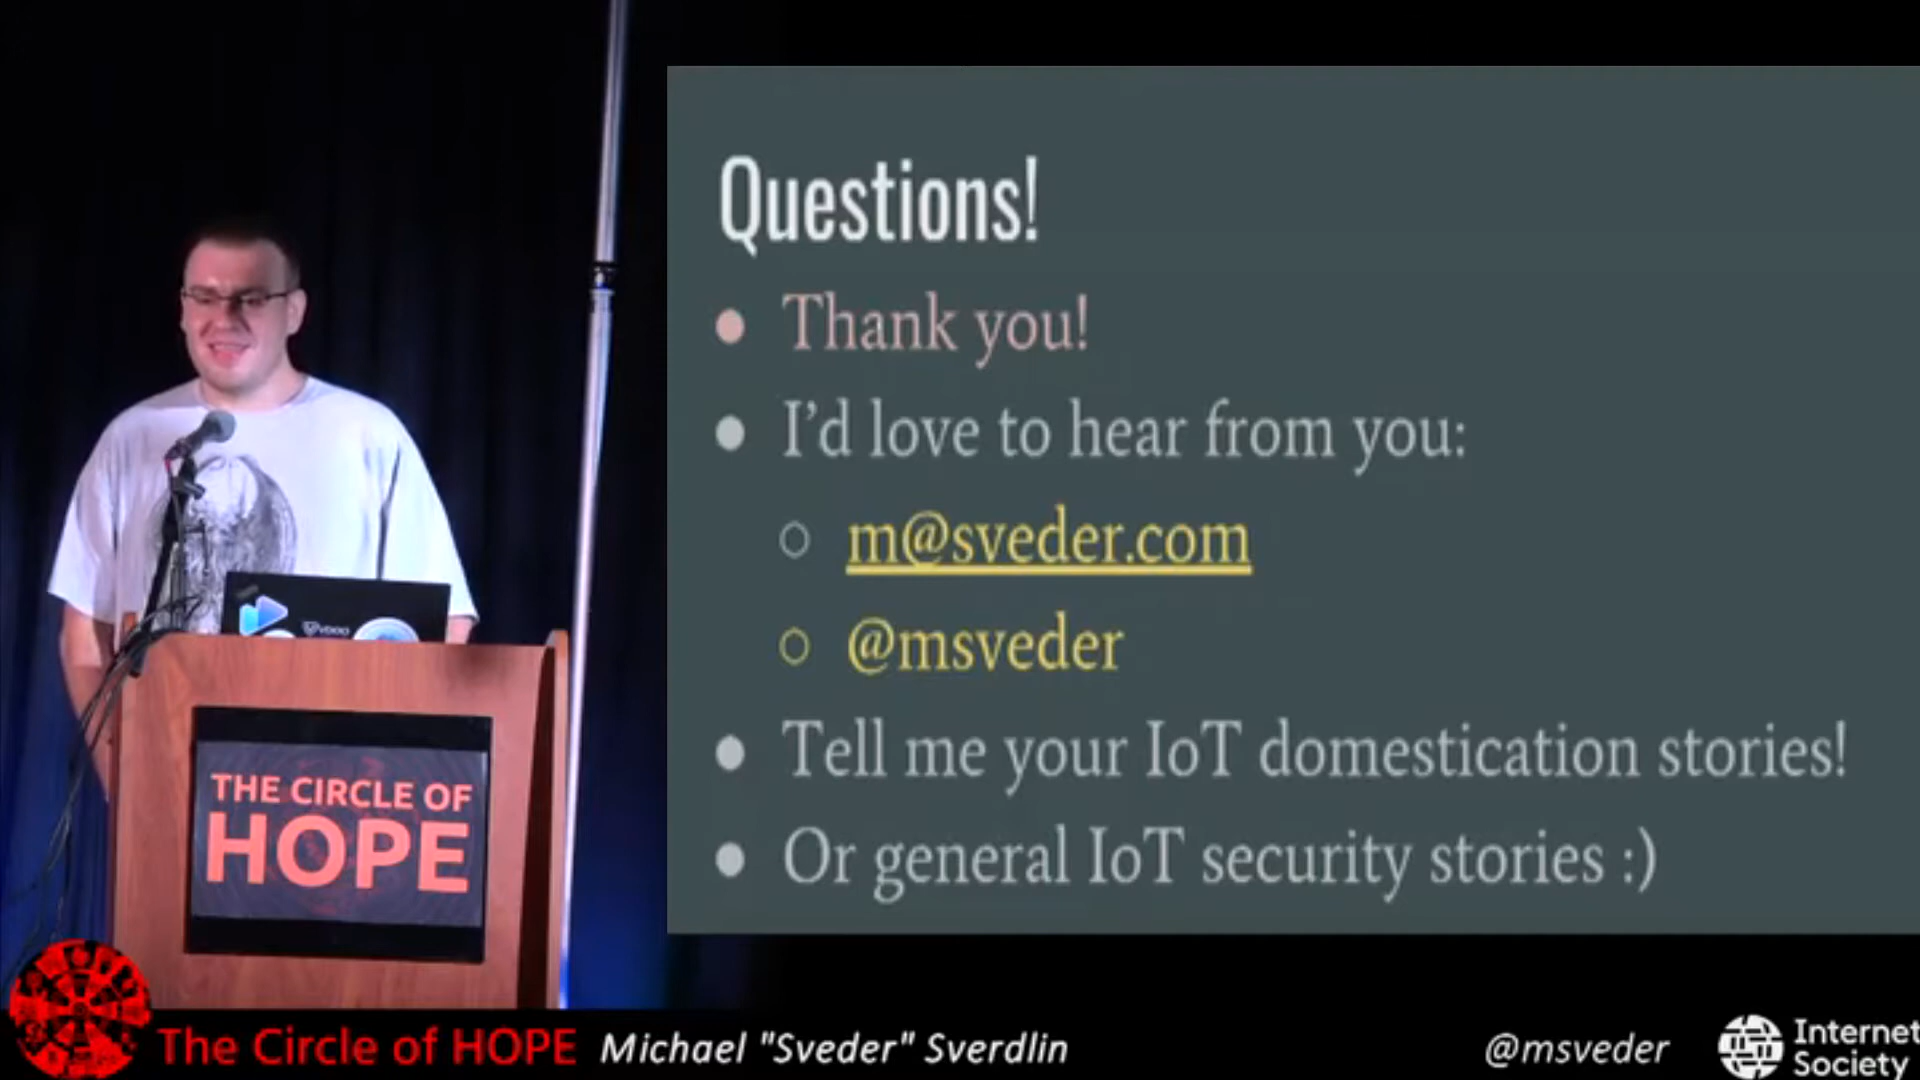 Questions!
Thank you!
I'd love to hear from you:
m@sveder.com
@msveder
Tell me your IoT domestication stories!
Or general IoT security stories :)
THE CIRCLE OF
HOPE
The Circle of HOPE
Michael "Sveder" Sverdlin
@msveder
Internet
Society